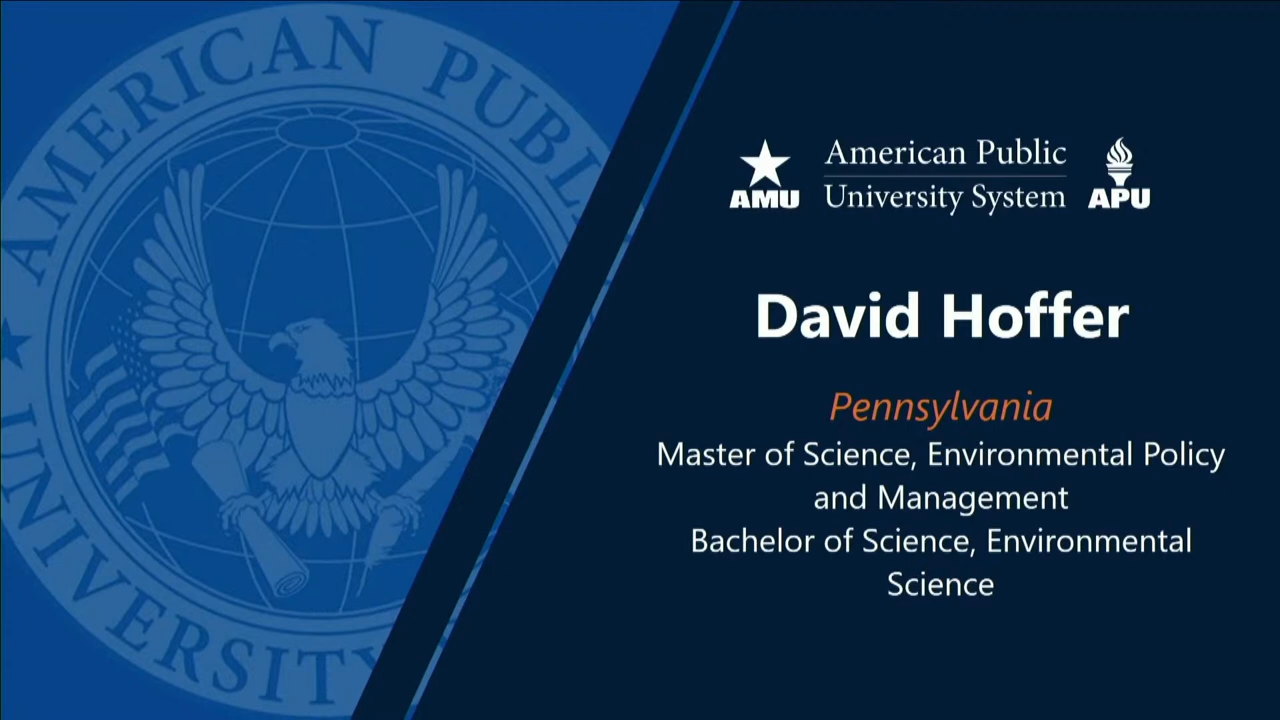 AMERICAN PUBLIC
UNIVERSITY
AMU
American Public
University System
APU
David Hoffer
Pennsylvania
Master of Science, Environmental Policy
and Management
Bachelor of Science, Environmental
Science